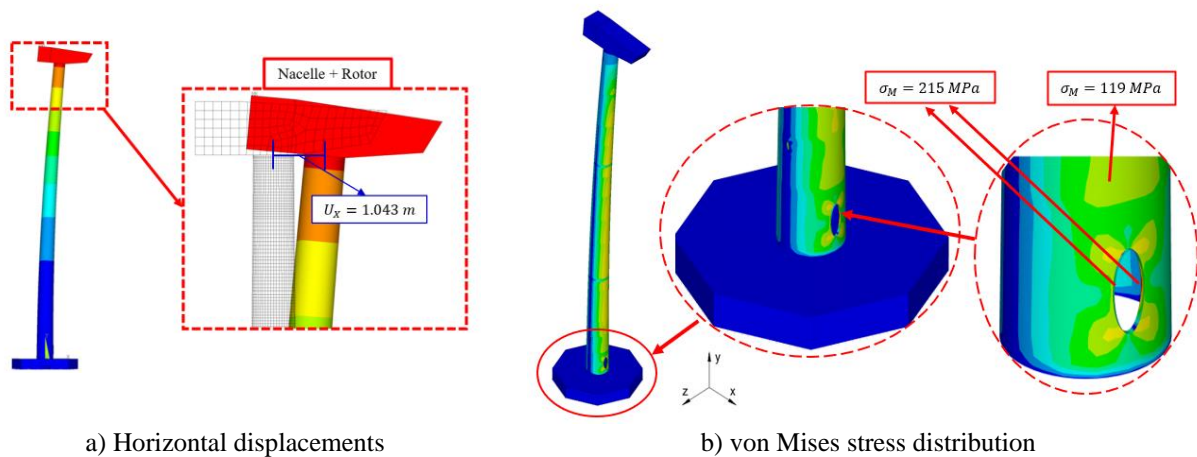 Nacelle + Rotor
U_X = 1.043 m
σ_M = 215 MPa
σ_M = 119 MPa
y
z
x
a) Horizontal displacements
b) von Mises stress distribution